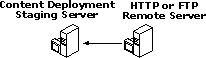 Content Deployment
Staging Server
HTTP or FTP
Remote Server